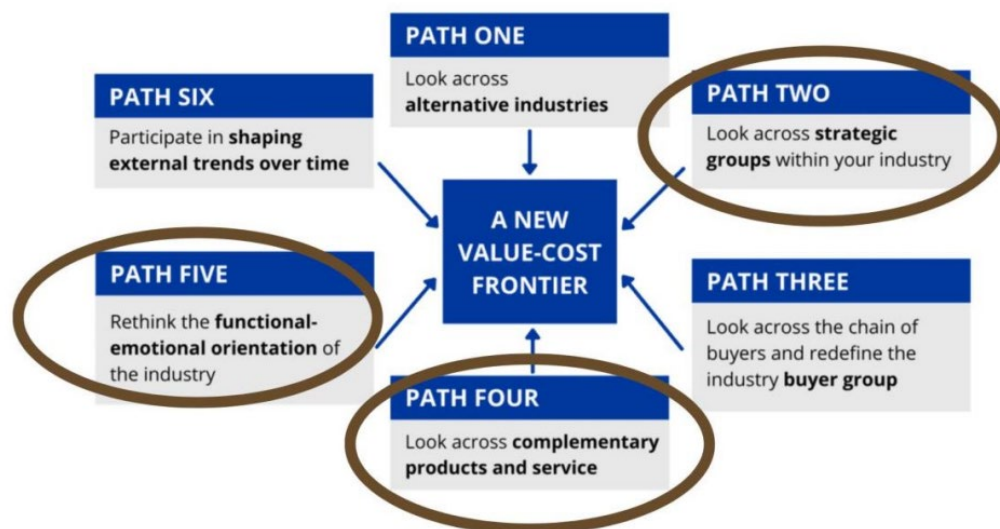 PATH ONE
Look across
alternative industries
PATH TWO
Look across strategic
groups within your industry
PATH THREE
Look across the chain of
buyers and redefine the
industry buyer group
PATH FOUR
Look across complementary
products and service
PATH FIVE
Rethink the functional-
emotional orientation of
the industry
PATH SIX
Participate in shaping
external trends over time
A NEW
VALUE-COST
FRONTIER